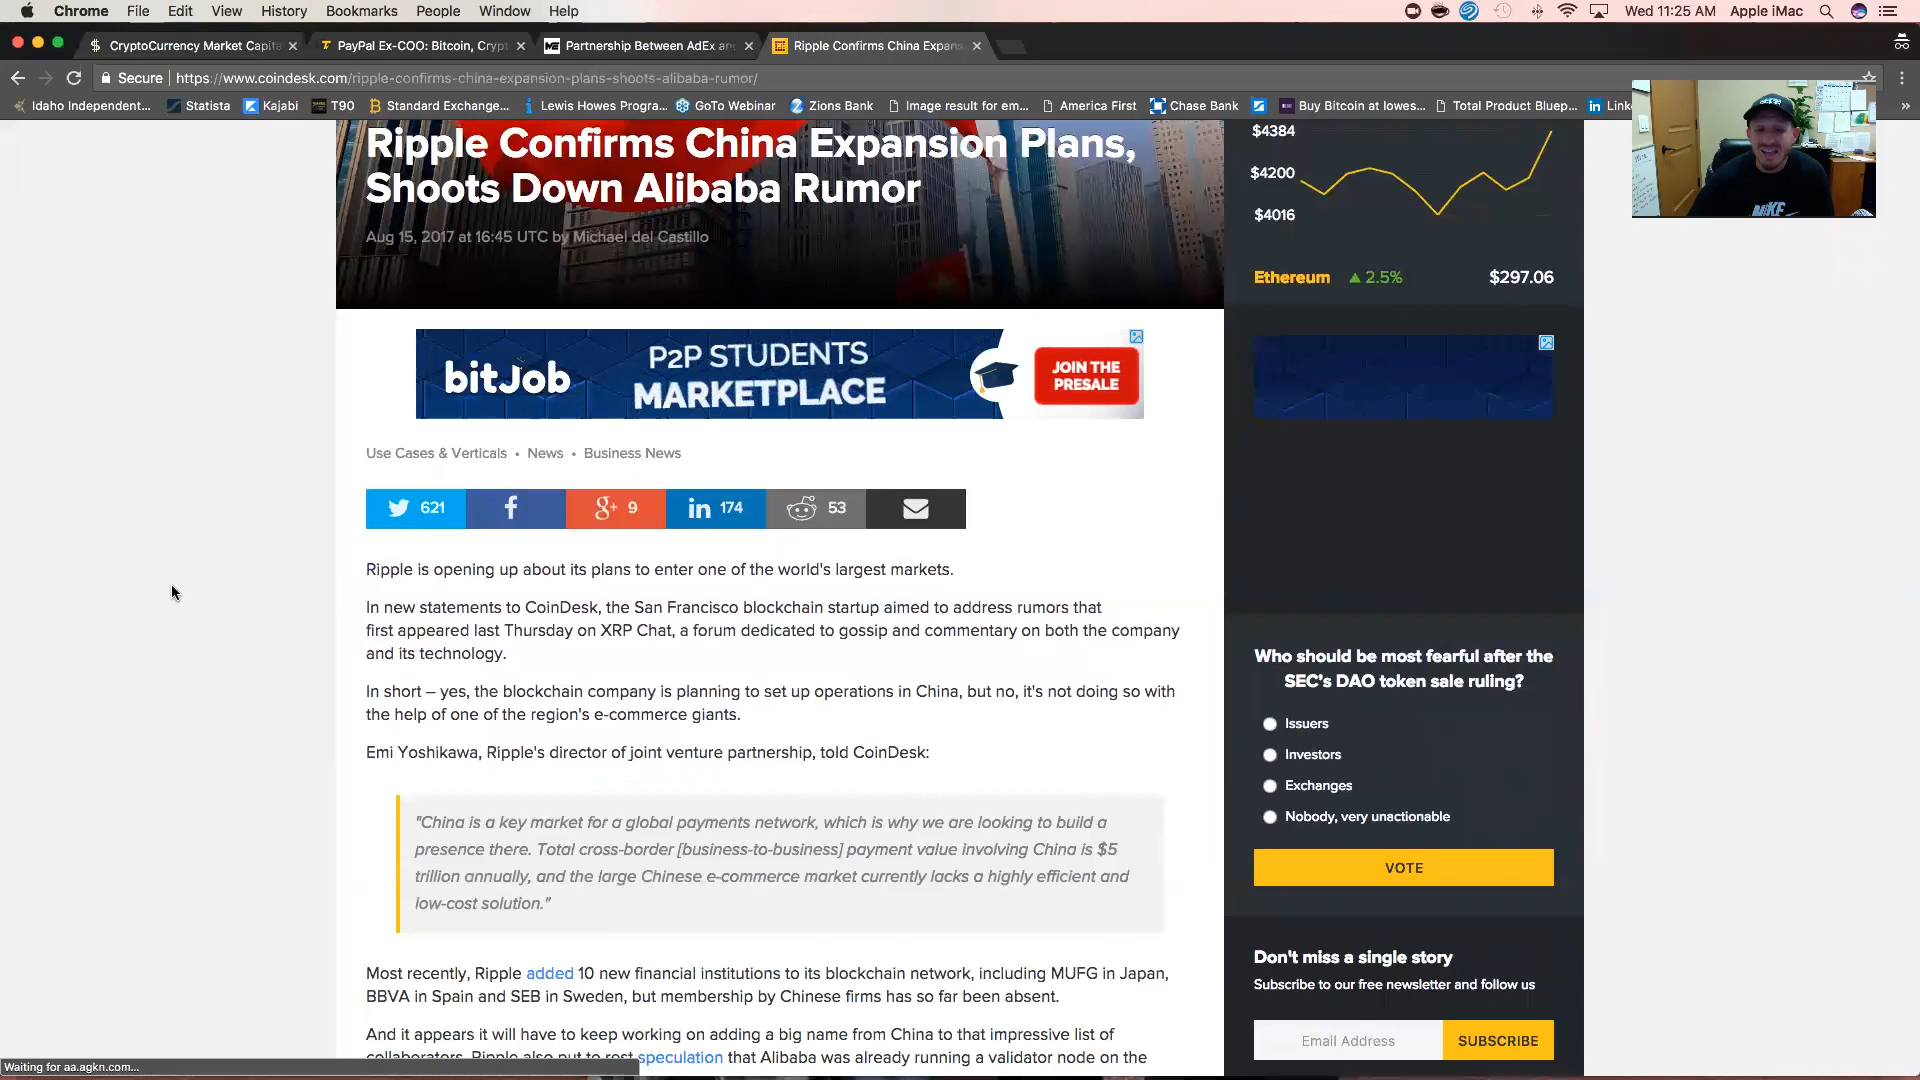 Chrome File Edit View History Bookmarks People Window Help Wed 11:25 AM Apple iMac
$ CryptoCurrency Market Capita × PayPal Ex-COO: Bitcoin, Crypt × Partnership Between AdEx an × Ripple Confirms China Expans ×
Secure | https://www.coindesk.com/ripple-confirms-china-expansion-plans-shoots-alibaba-rumor/
Idaho Independent... Statista Kajabi T90 Standard Exchange... Lewis Howes Progra... GoTo Webinar Zions Bank Image result for em... America First Chase Bank Buy Bitcoin at lowes... Total Product Bluep... Link »
Ripple Confirms China Expansion Plans,
Shoots Down Alibaba Rumor
Aug 15, 2017 at 16:45 UTC by Michael del Castillo
bitJob
P2P STUDENTS
MARKETPLACE
JOIN THE
PRESALE
Use Cases & Verticals • News • Business News
621 g+ 9 in 174 53
Ripple is opening up about its plans to enter one of the world's largest markets.
In new statements to CoinDesk, the San Francisco blockchain startup aimed to address rumors that
first appeared last Thursday on XRP Chat, a forum dedicated to gossip and commentary on both the company
and its technology.
In short – yes, the blockchain company is planning to set up operations in China, but no, it's not doing so with
the help of one of the region's e-commerce giants.
Emi Yoshikawa, Ripple's director of joint venture partnership, told CoinDesk:
"China is a key market for a global payments network, which is why we are looking to build a
presence there. Total cross-border [business-to-business] payment value involving China is $5
trillion annually, and the large Chinese e-commerce market currently lacks a highly efficient and
low-cost solution."
Most recently, Ripple added 10 new financial institutions to its blockchain network, including MUFG in Japan,
BBVA in Spain and SEB in Sweden, but membership by Chinese firms has so far been absent.
And it appears it will have to keep working on adding a big name from China to that impressive list of
collaborators. Ripple also put to rest speculation that Alibaba was already running a validator node on the
Waiting for aa.agkn.com...
$4384
$4200
$4016
Ethereum ▲ 2.5% $297.06
Who should be most fearful after the
SEC's DAO token sale ruling?
Issuers
Investors
Exchanges
Nobody, very unactionable
VOTE
Don't miss a single story
Subscribe to our free newsletter and follow us
Email Address SUBSCRIBE
NIKE